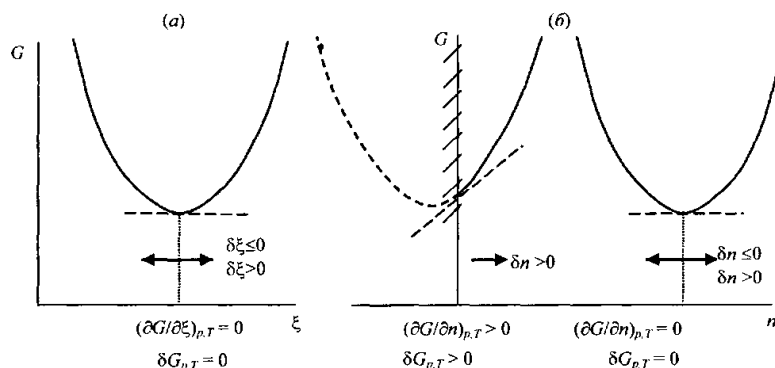 (а)
(б)
G
G
δξ≤0
δξ>0
δn >0
δn ≤0
δn >0
ξ
n
(∂G/∂ξ)p,T = 0
(∂G/∂n)p,T > 0
(∂G/∂n)p,T = 0
δGp,T = 0
δGp,T > 0
δGp,T = 0